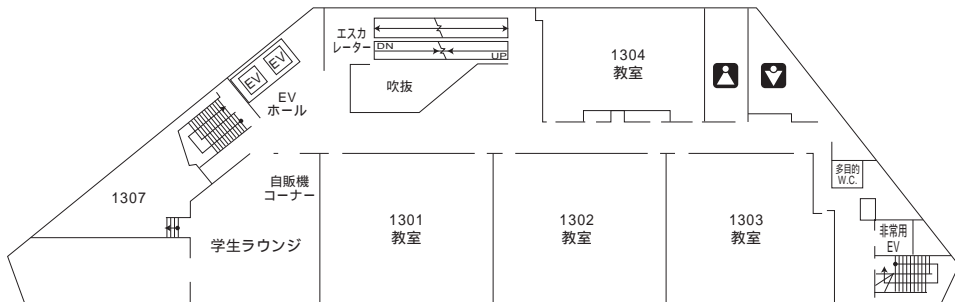 エスカ
レーター
DN
UP
吹抜
1304
教室
EV
EV
EV
ホール
1307
自販機
コーナー
学生ラウンジ
1301
教室
1302
教室
1303
教室
多目的
W.C.
非常用
EV